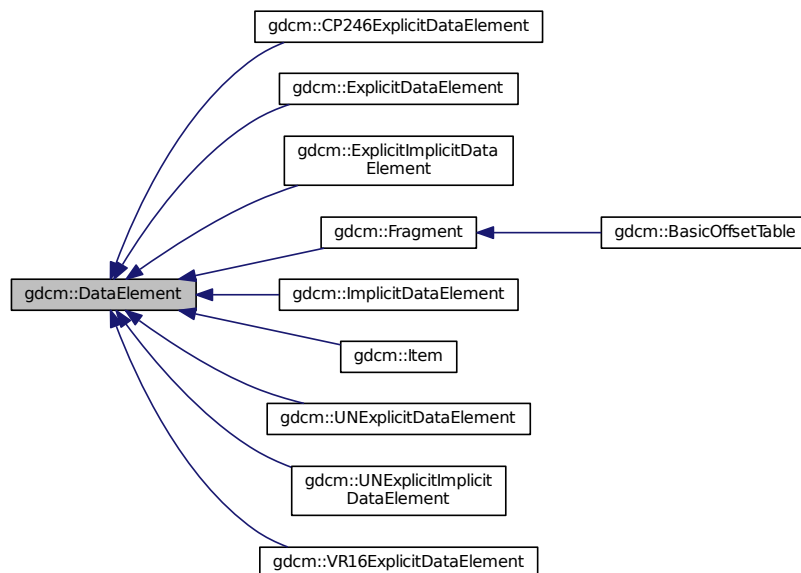 gdcm::CP246ExplicitDataElement
gdcm::ExplicitDataElement
gdcm::ExplicitImplicitData
Element
gdcm::Fragment
gdcm::BasicOffsetTable
gdcm::DataElement
gdcm::ImplicitDataElement
gdcm::Item
gdcm::UNExplicitDataElement
gdcm::UNExplicitImplicit
DataElement
gdcm::VR16ExplicitDataElement